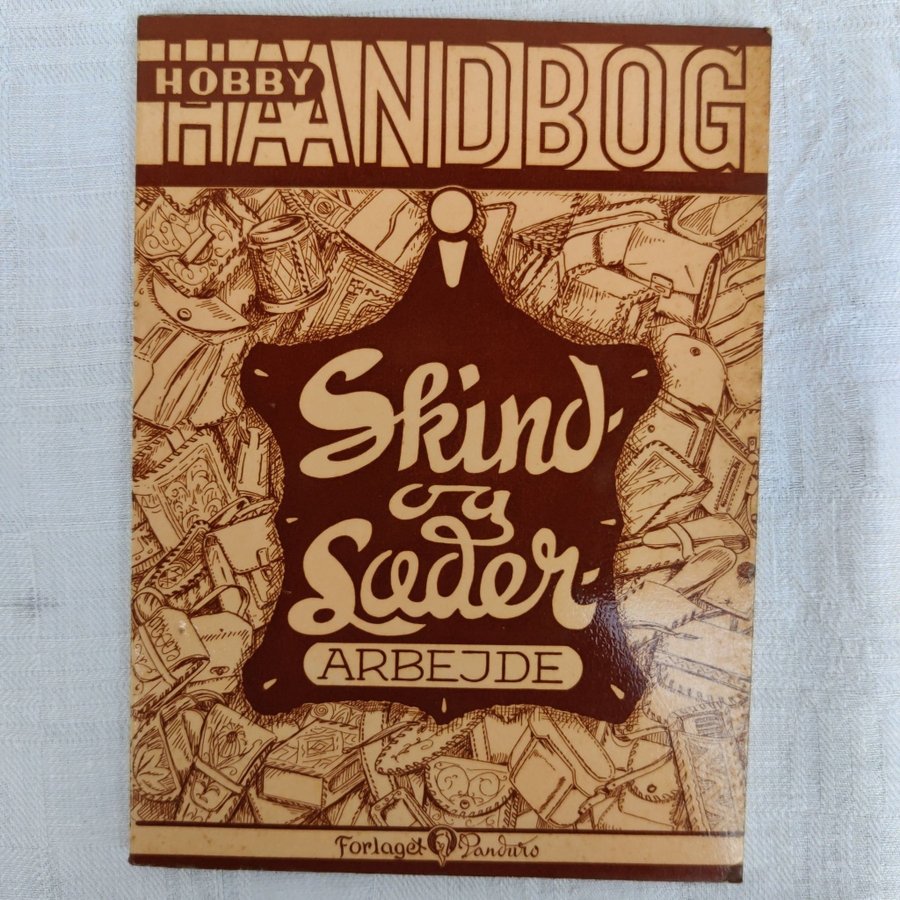 HOBBY
HAANDBOG
Skind-
og
Læder-
ARBEJDE
Forlaget Panduro